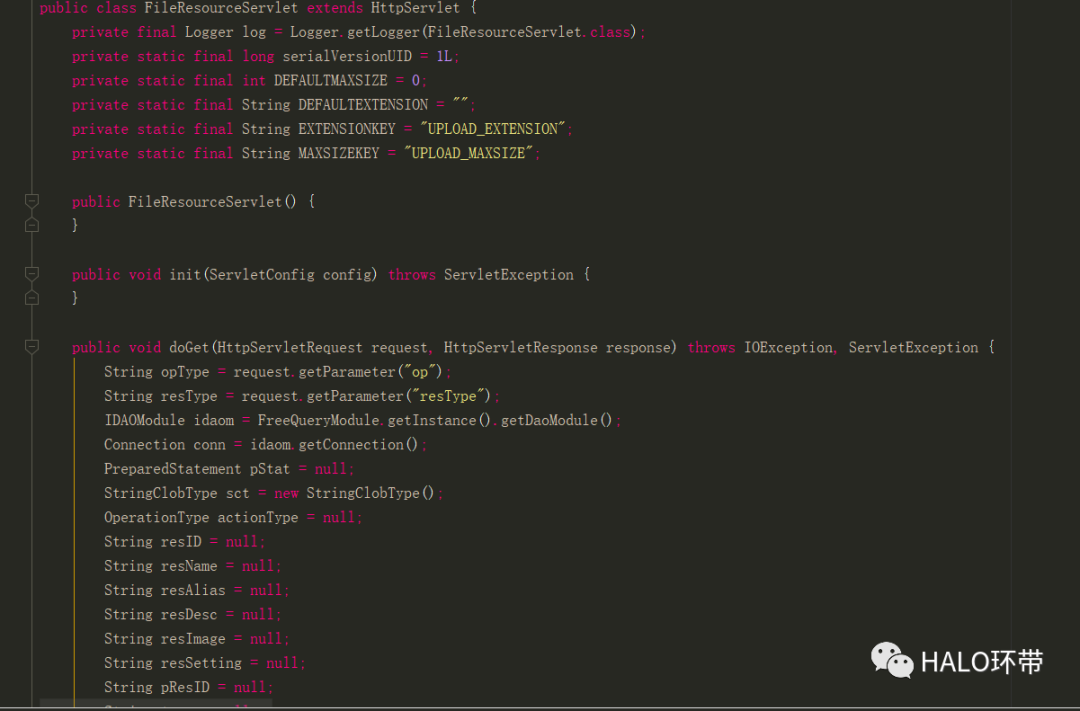 public class FileResourceServlet extends HttpServlet {
private final Logger log = Logger.getLogger(FileResourceServlet.class);
private static final long serialVersionUID = 1L;
private static final int DEFAULTMAXSIZE = 0;
private static final String DEFAULTEXTENSION = "";
private static final String EXTENSIONKEY = "UPLOAD_EXTENSION";
private static final String MAXSIZEKEY = "UPLOAD_MAXSIZE";
public FileResourceServlet() {
}
public void init(ServletConfig config) throws ServletException {
}
public void doGet(HttpServletRequest request, HttpServletResponse response) throws IOException, ServletException {
String opType = request.getParameter("op");
String resType = request.getParameter("resType");
IDAOModule idaom = FreeQueryModule.getInstance().getDaoModule();
Connection conn = idaom.getConnection();
PreparedStatement pStat = null;
StringClobType sct = new StringClobType();
OperationType actionType = null;
String resID = null;
String resName = null;
String resAlias = null;
String resDesc = null;
String resImage = null;
String resSetting = null;
String pResID = null;
HALO环带